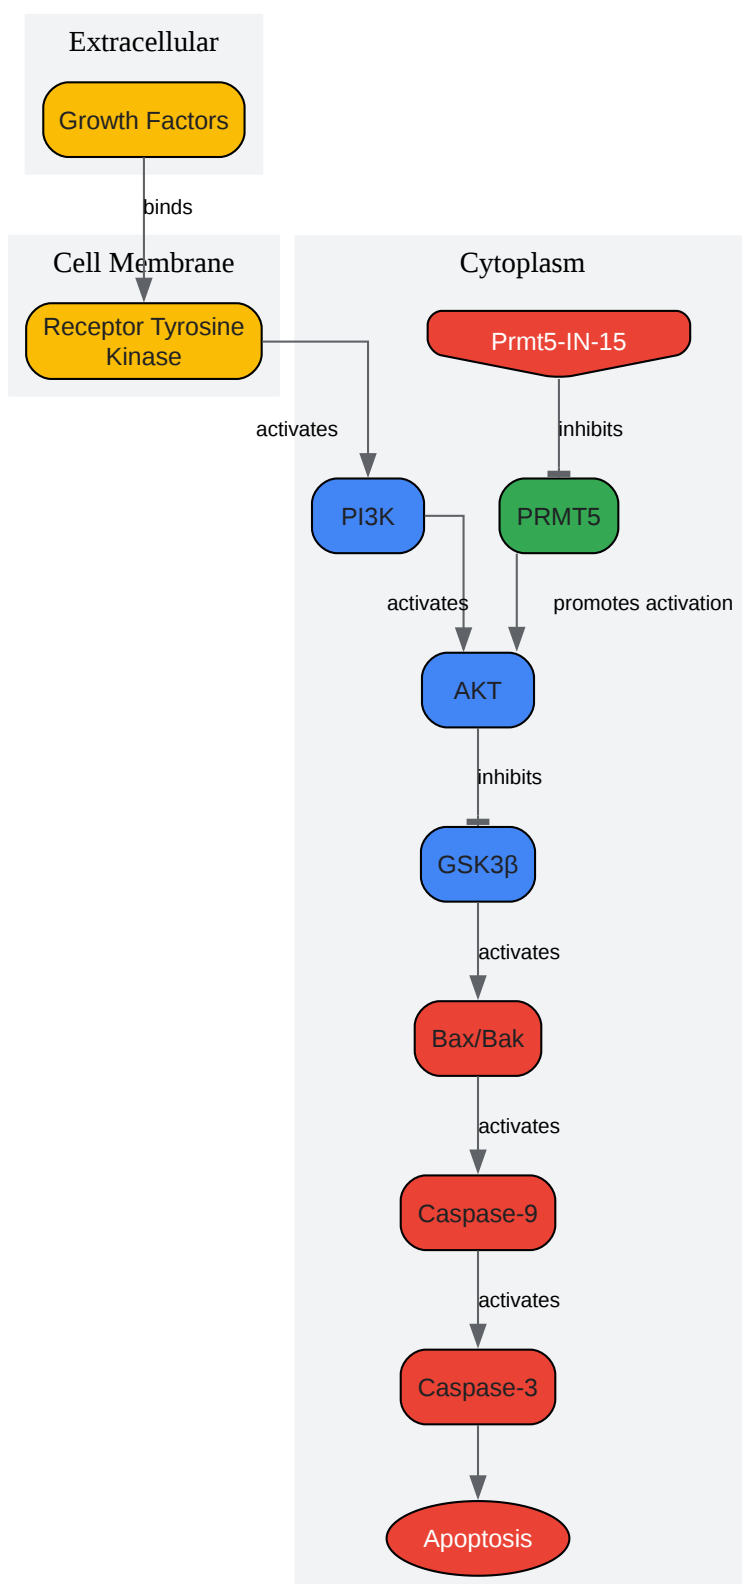 Extracellular
Growth Factors
binds
Cell Membrane
Receptor Tyrosine
Kinase
Cytoplasm
Prmt5-IN-15
activates
inhibits
PI3K
PRMT5
activates
promotes activation
AKT
inhibits
GSK3β
activates
Bax/Bak
activates
Caspase-9
activates
Caspase-3
Apoptosis